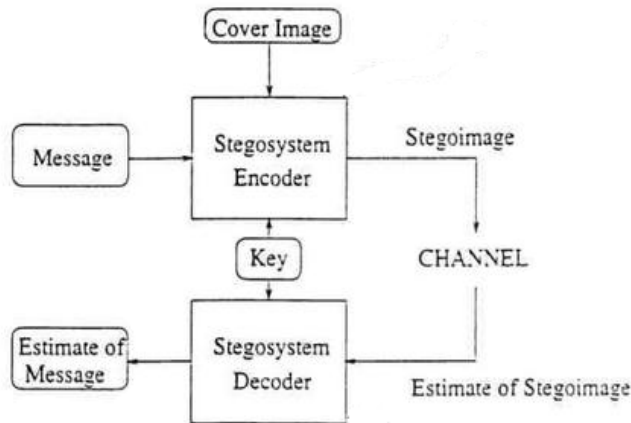 Cover Image
Message
Stegosystem
Encoder
Stegoimage
Key
CHANNEL
Estimate of
Message
Stegosystem
Decoder
Estimate of Stegoimage